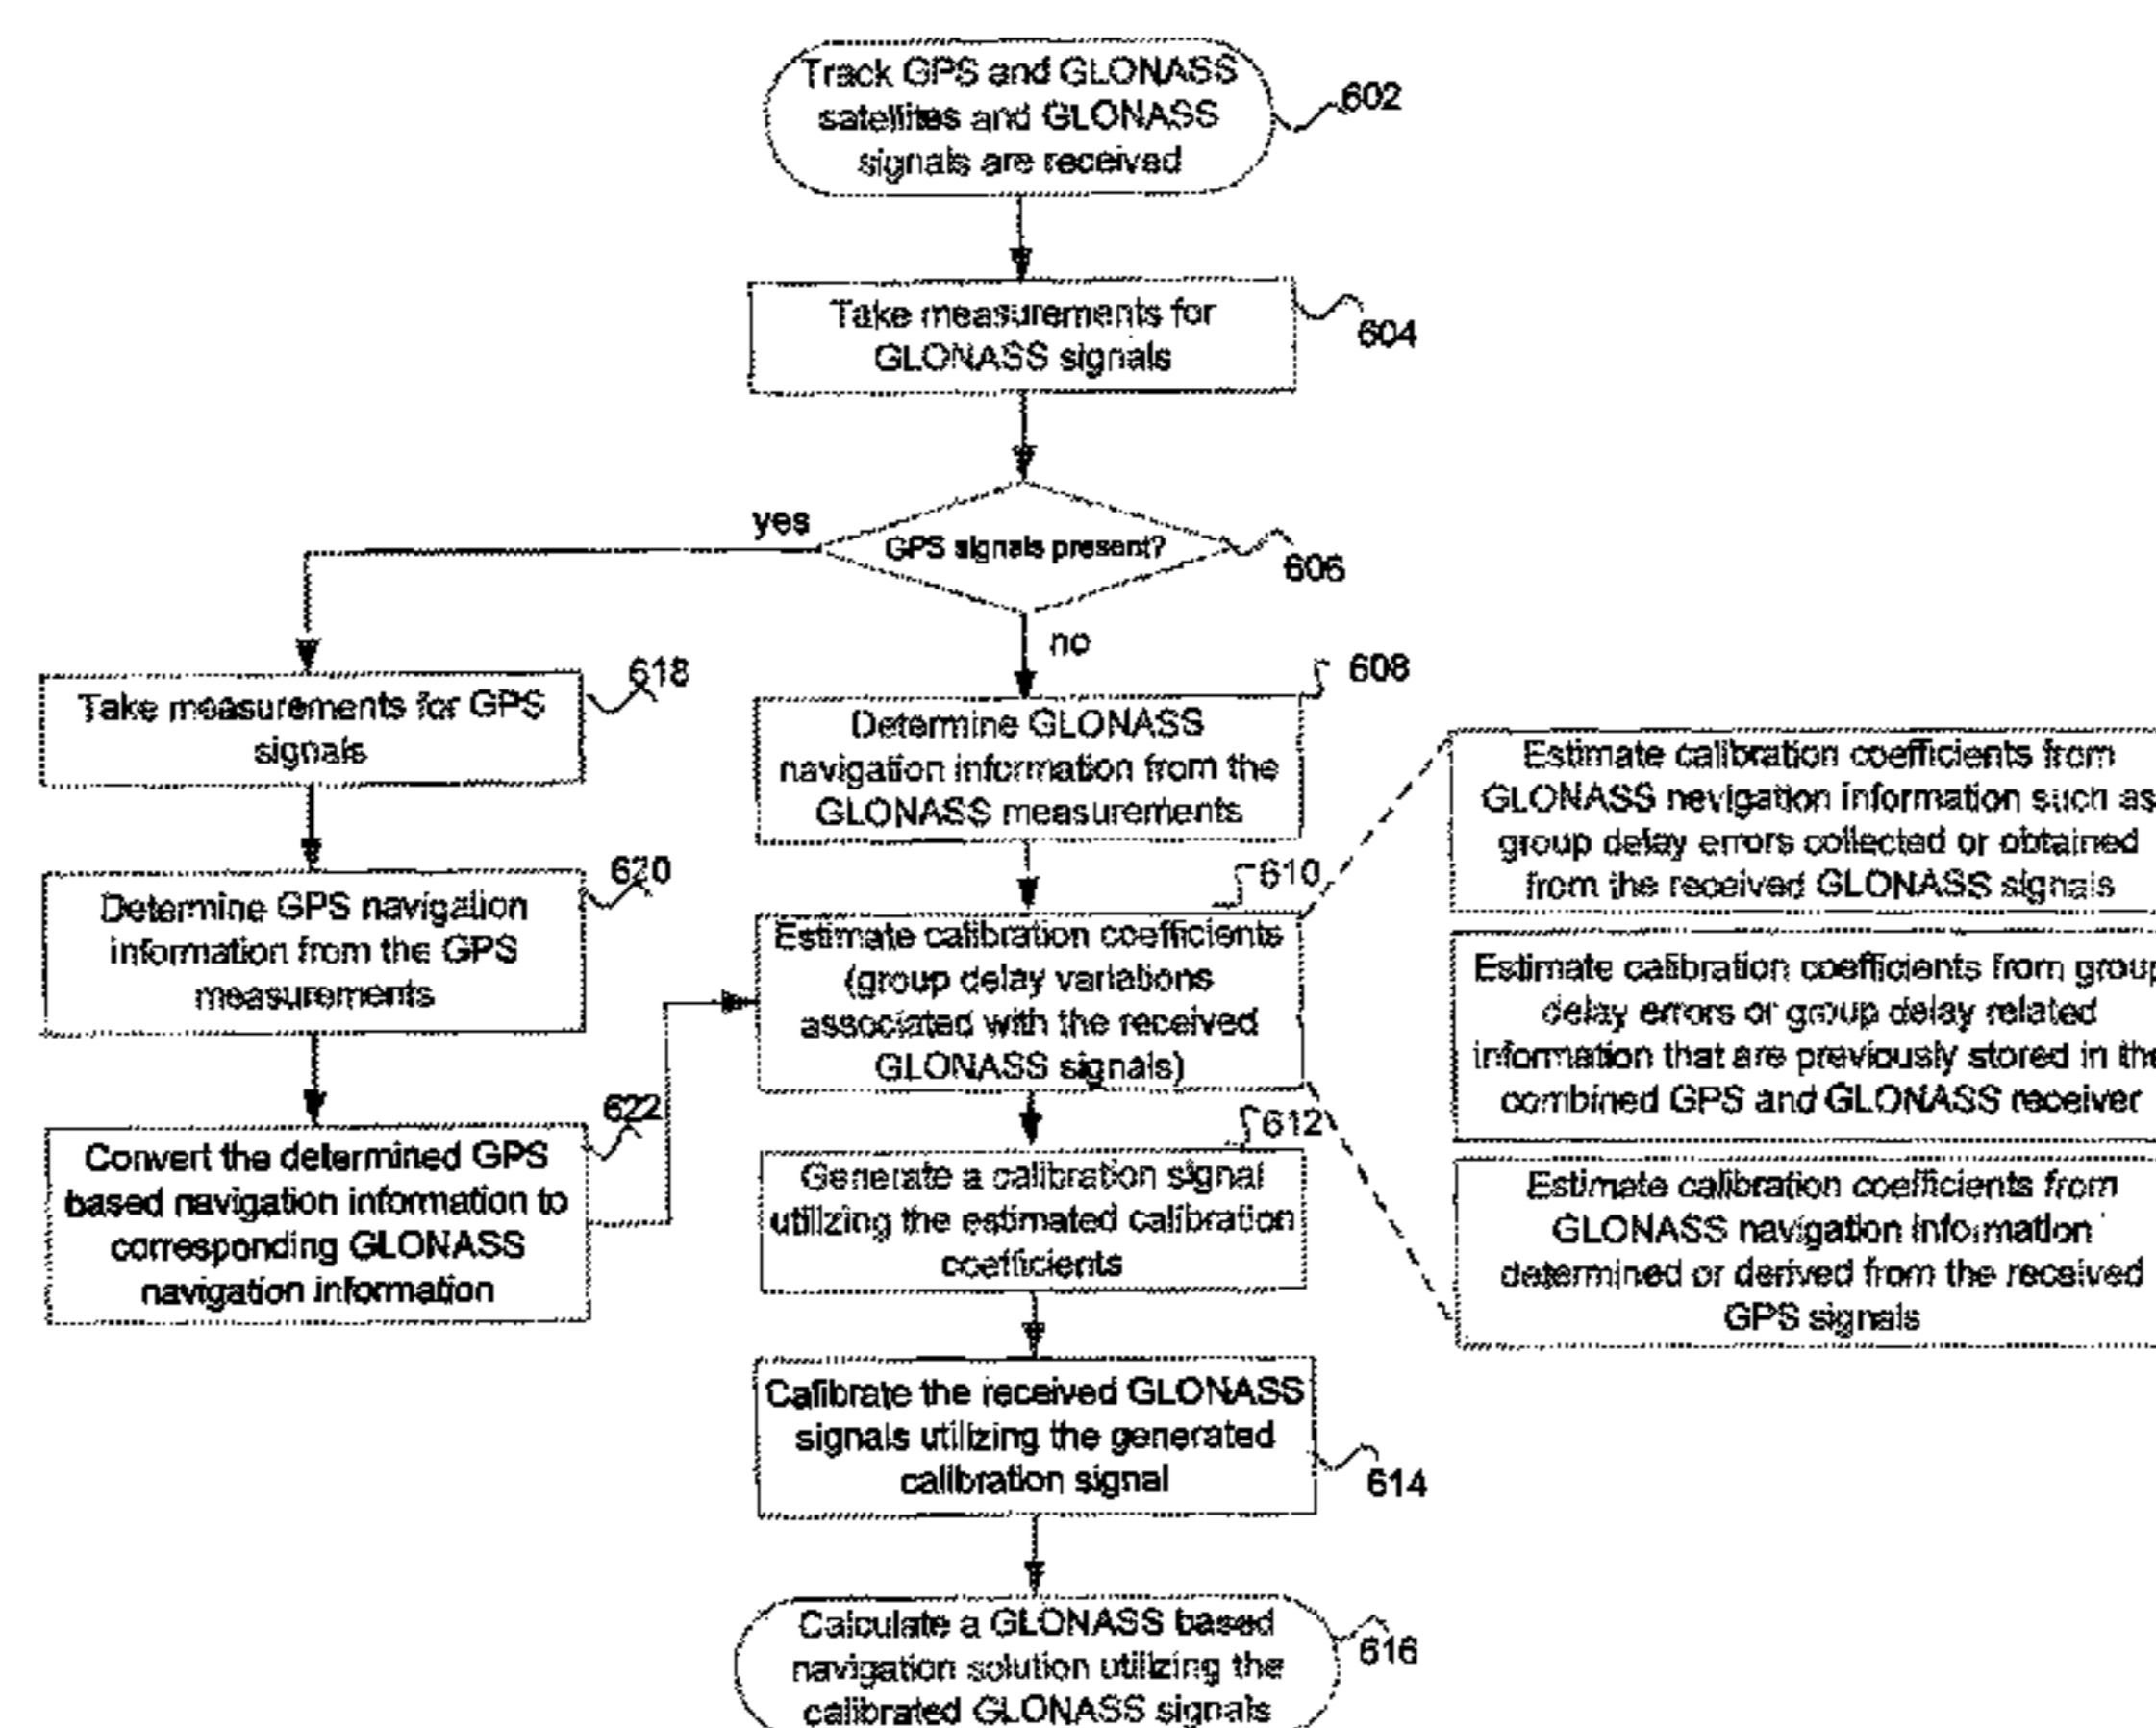 Track GPS and GLONASS
satellites and GLONASS
signals are received
602
Take measurements for
GLONASS signals
604
yes
GPS signals present?
606
no
618
Take measurements for GPS
signals
608
Determine GLONASS
navigation information from the
GLONASS measurements
620
Determine GPS navigation
information from the GPS
measurements
610
Estimate calibration coefficients
(group delay variations
associated with the received
GLONASS signals)
Estimate calibration coefficients from
GLONASS nevigation information such as
group delay errors collected or obtained
from the received GLONASS signals
Estimate calibration coefficients from group
delay errors or group delay related
information that are previously stored in the
combined GPS and GLONASS receiver
Estimate calibration coefficients from
GLONASS navigation information
determined or derived from the received
GPS signals
622
Convert the determined GPS
based navigation information to
corresponding GLONASS
navigation information
612
Generate a calibration signal
utilizing the estimated calibration
coefficients
Calibrate the received GLONASS
signals utilizing the generated
calibration signal
614
Calculate a GLONASS based
navigation solution utilizing the
calibrated GLONASS signals
616